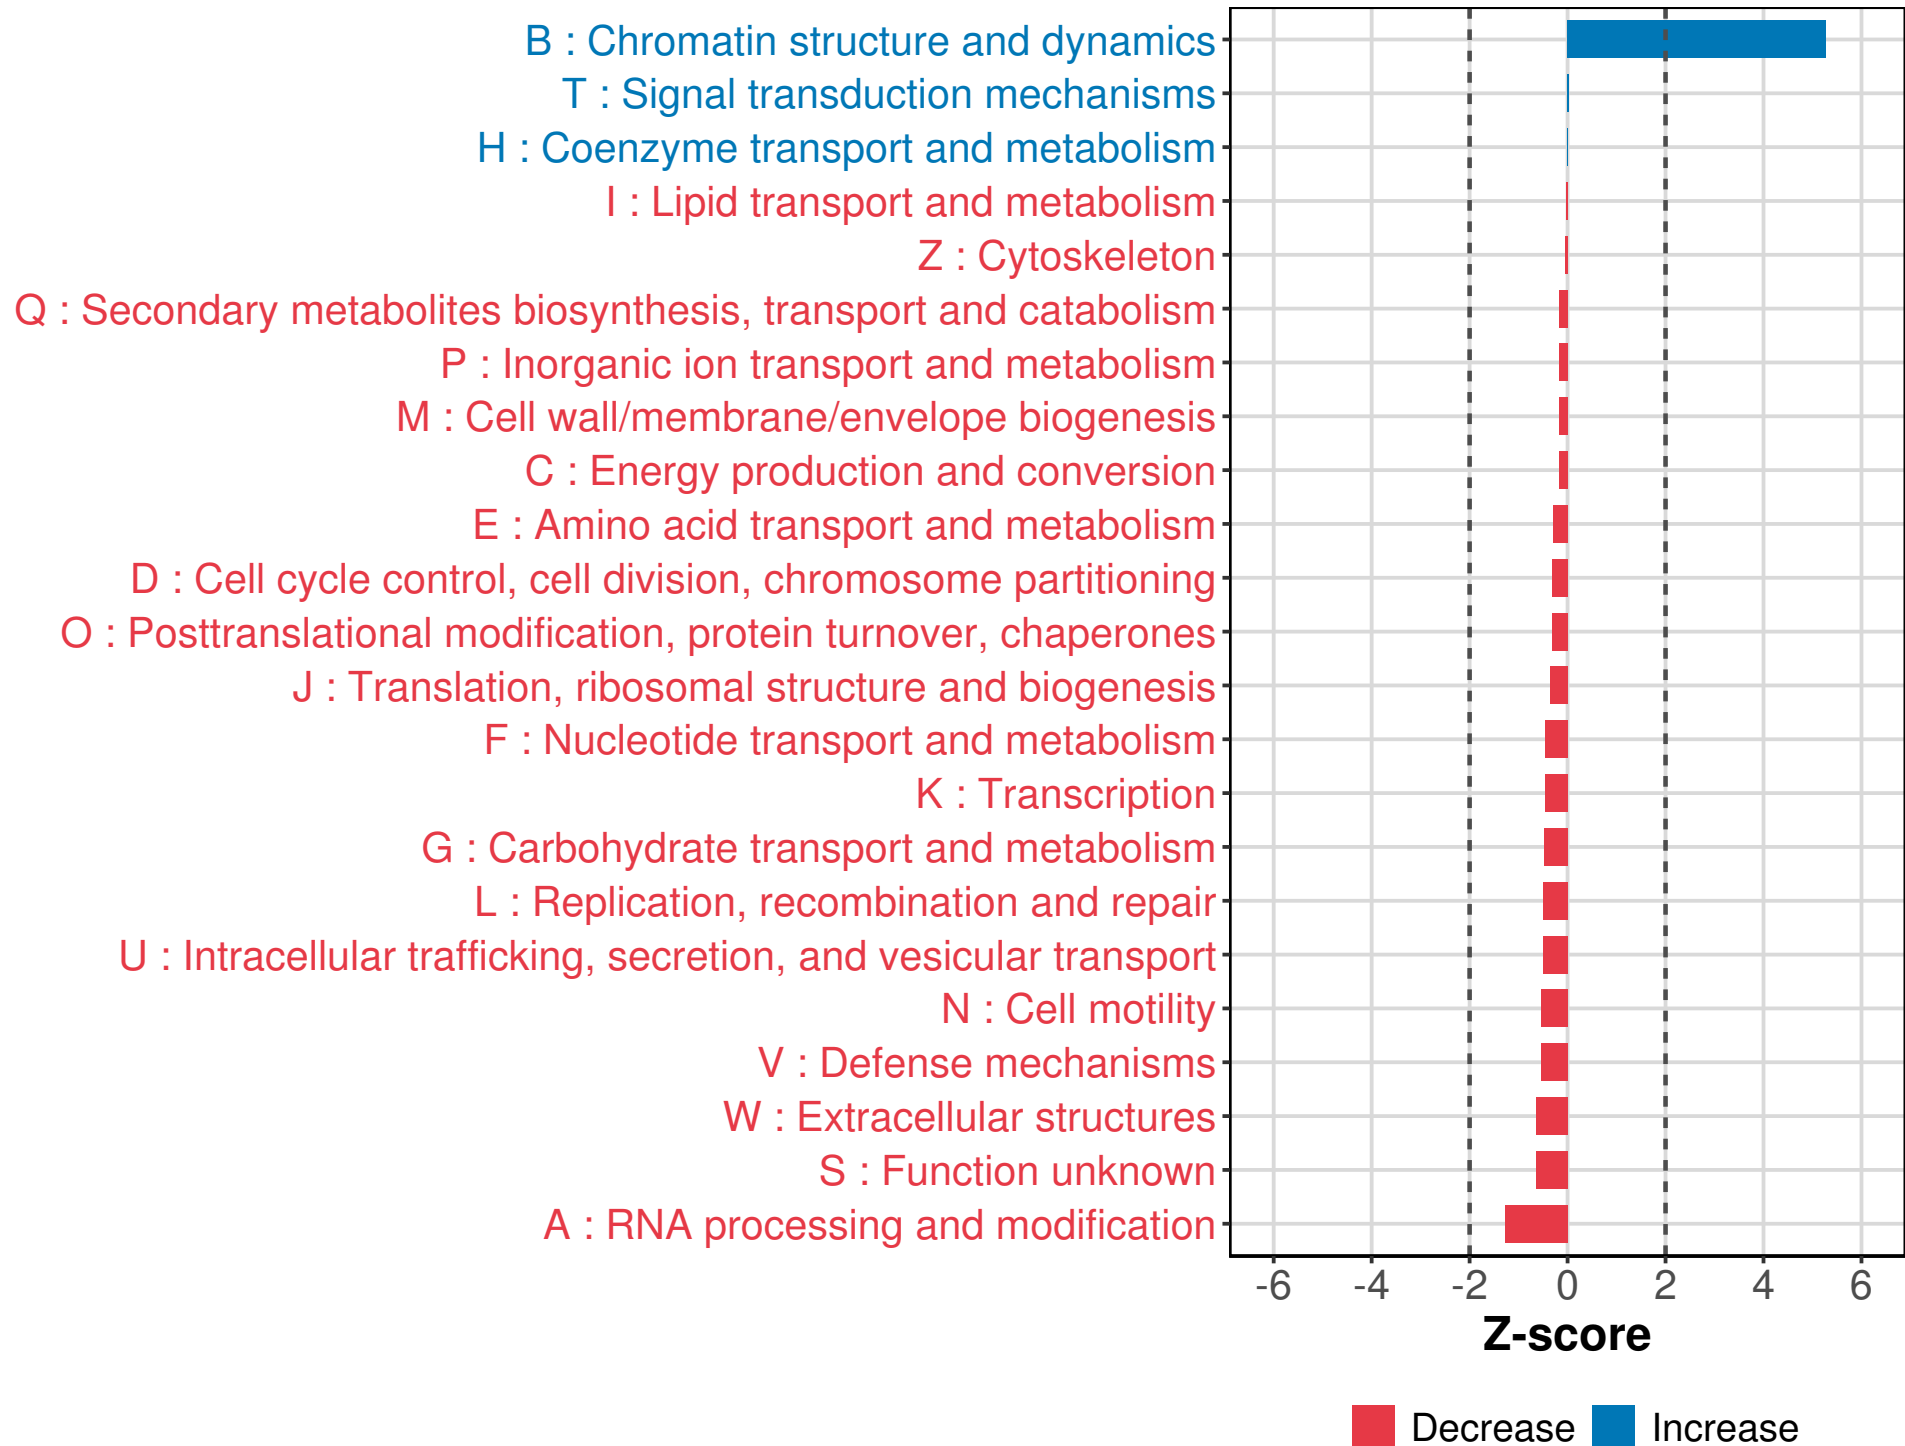 B : Chromatin structure and dynamics
T : Signal transduction mechanisms
H : Coenzyme transport and metabolism
I : Lipid transport and metabolism
Z : Cytoskeleton
Q : Secondary metabolites biosynthesis, transport and catabolism
P : Inorganic ion transport and metabolism
M : Cell wall/membrane/envelope biogenesis
C : Energy production and conversion
E : Amino acid transport and metabolism
D : Cell cycle control, cell division, chromosome partitioning
O : Posttranslational modification, protein turnover, chaperones
J : Translation, ribosomal structure and biogenesis
F : Nucleotide transport and metabolism
K : Transcription
G : Carbohydrate transport and metabolism
L : Replication, recombination and repair
U : Intracellular trafficking, secretion, and vesicular transport
N : Cell motility
V : Defense mechanisms
W : Extracellular structures
S : Function unknown
A : RNA processing and modification
-6 -4 -2 0 2 4 6
Z-score
Decrease Increase